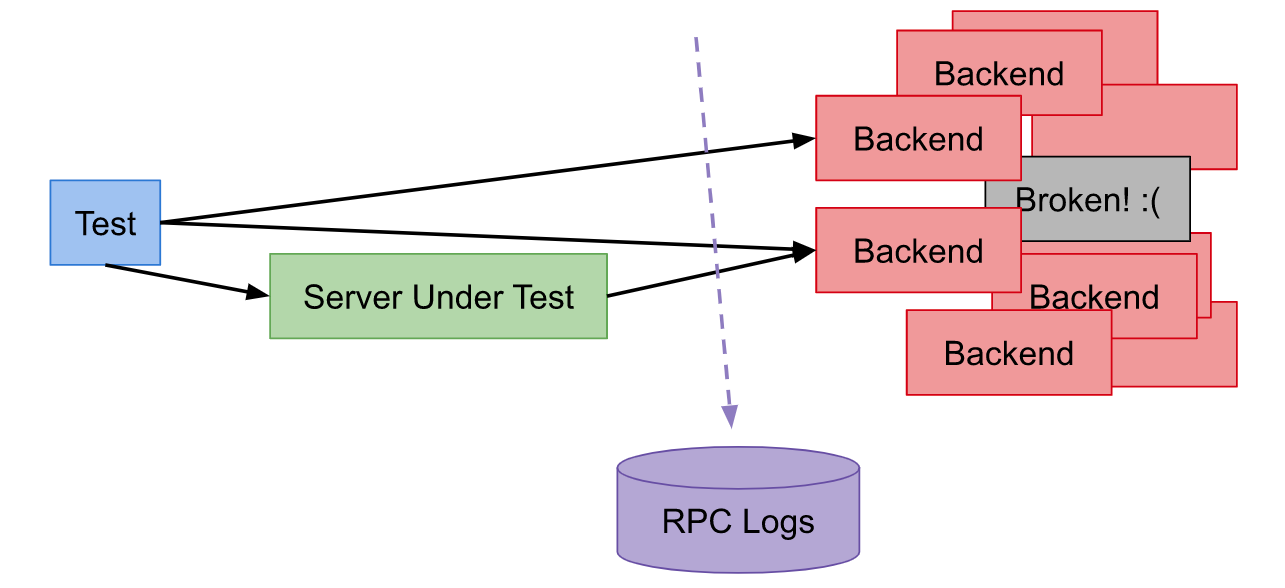 Backend
Backend
Broken! :(
Test
Backend
Server Under Test
Backend
Backend
RPC Logs